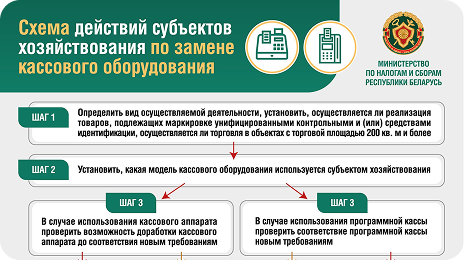 Схема действий субъектов
хозяйствования по замене
кассового оборудования
МИНИСТЕРСТВО
ПО НАЛОГАМ И СБОРАМ
РЕСПУБЛИКИ БЕЛАРУСЬ
ШАГ 1
Определить вид осуществляемой деятельности, установить, осуществляется ли реализация
товаров, подлежащих маркировке унифицированными контрольными и (или) средствами
идентификации, осуществляется ли торговля в объектах с торговой площадью 200 кв. м и более
ШАГ 2
Установить, какая модель кассового оборудования используется субъектом хозяйствования
ШАГ 3
В случае использования кассового аппарата
проверить возможность доработки кассового
аппарата до соответствия новым требованиям
ШАГ 3
В случае использования программной кассы
проверить соответствие программной кассы
новым требованиям